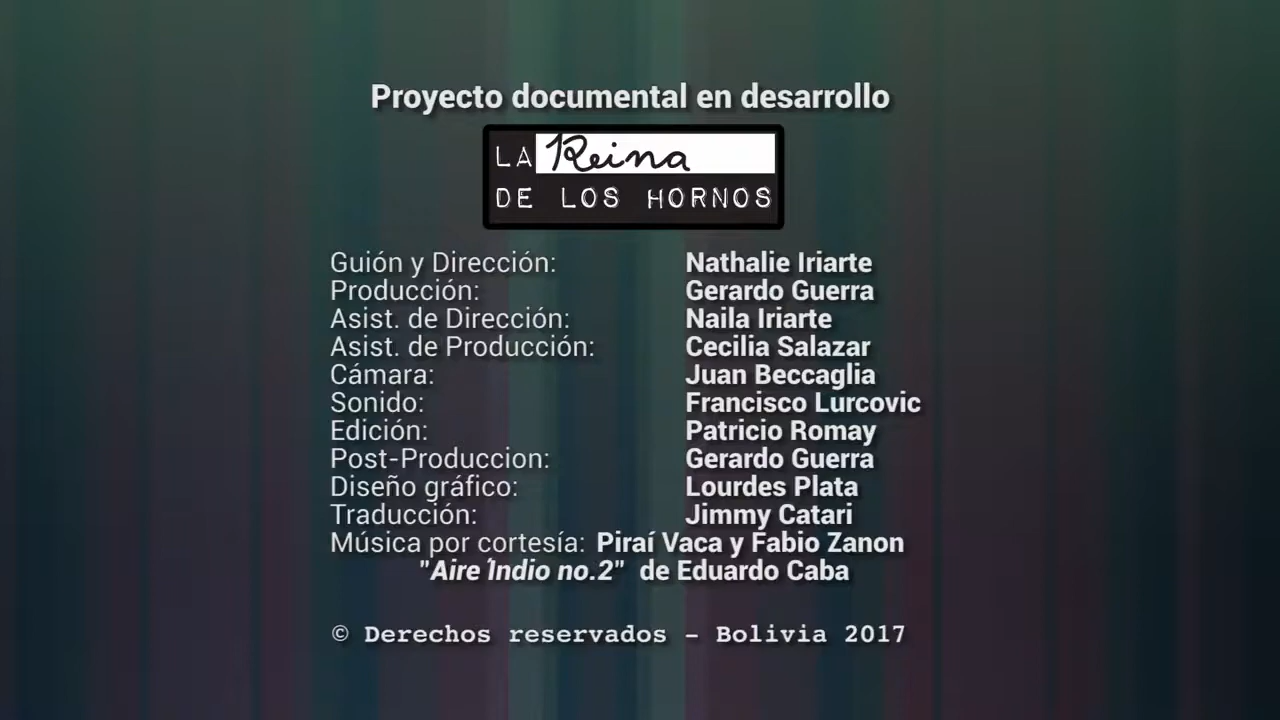 Proyecto documental en desarrollo
LA Reina
DE LOS HORNOS
Guión y Dirección: Nathalie Iriarte
Producción: Gerardo Guerra
Asist. de Dirección: Naila Iriarte
Asist. de Producción: Cecilia Salazar
Cámara: Juan Beccaglia
Sonido: Francisco Lurcovic
Edición: Patricio Romay
Post-Produccion: Gerardo Guerra
Diseño gráfico: Lourdes Plata
Traducción: Jimmy Catari
Música por cortesía: Piraí Vaca y Fabio Zanon
"Aire Índio no.2" de Eduardo Caba
© Derechos reservados - Bolivia 2017